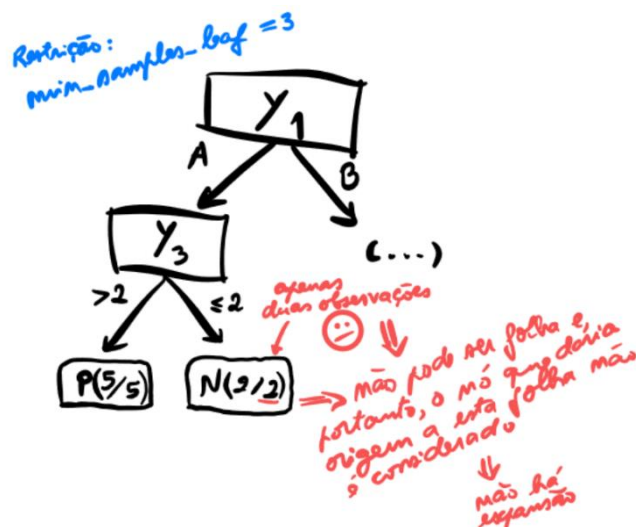 Restrição:
min_samples_leaf = 3
Y1
A
B
Y3
(...)
>2
≤2
apenas
duas observações
P(5/5)
N(2/2)
não pode ser folha e,
portanto, o nó que daria
origem a esta folha não
é considerado
não há
expansão